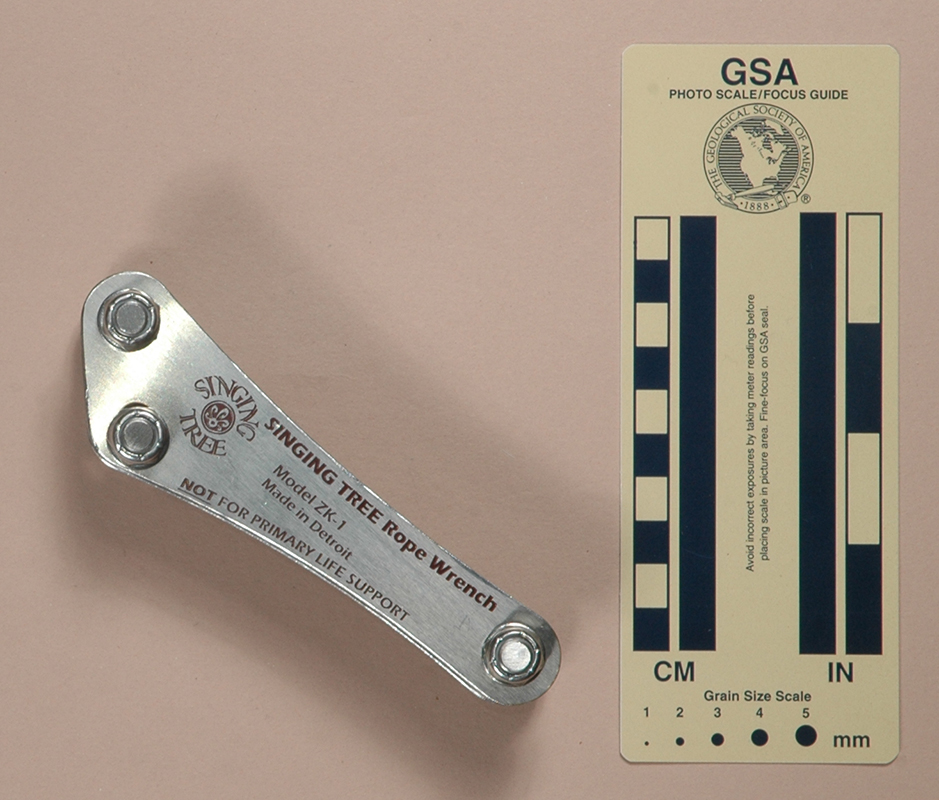 SINGING
TREE
SINGING TREE Rope Wrench
Model ZK-1
Made in Detroit
NOT FOR PRIMARY LIFE SUPPORT
GSA
PHOTO SCALE/FOCUS GUIDE
THE GEOLOGICAL SOCIETY OF AMERICA
·1888·
®
Avoid incorrect exposures by taking meter readings before
placing scale in picture area. Fine-focus on GSA seal.
CM
IN
Grain Size Scale
1 2 3 4 5
mm